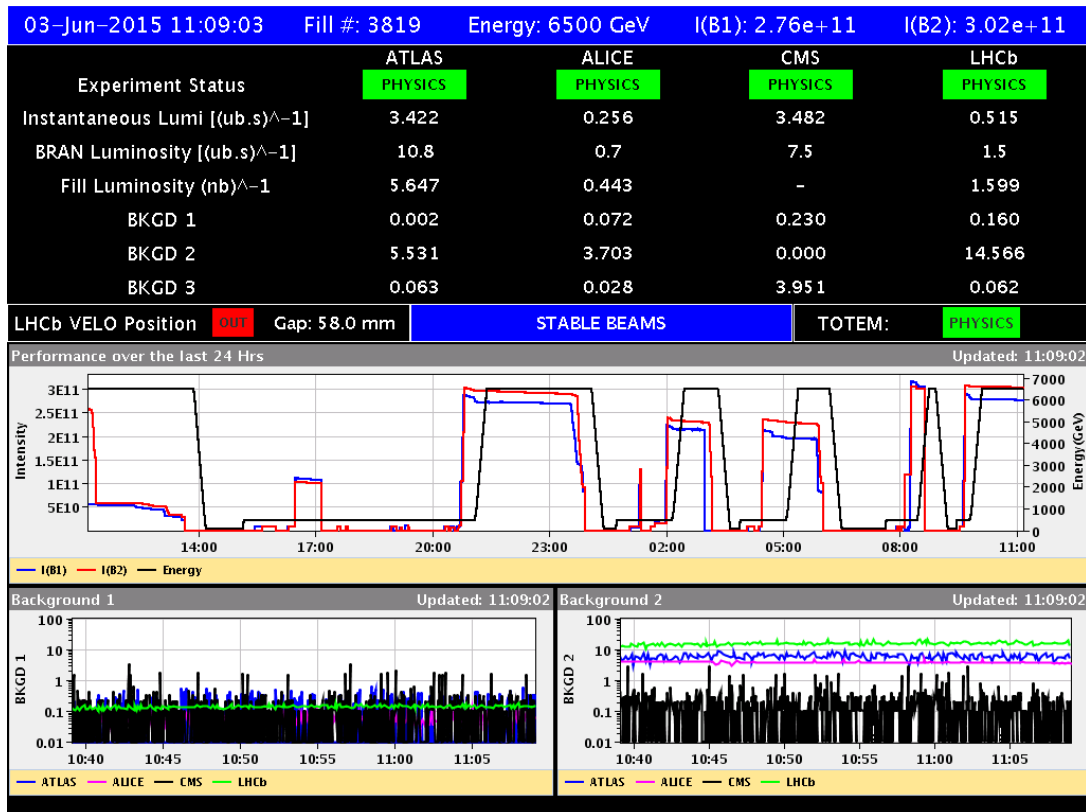 03-Jun-2015 11:09:03 Fill #: 3819 Energy: 6500 GeV I(B1): 2.76e+11 I(B2): 3.02e+11
ATLAS ALICE CMS LHCb
Experiment Status PHYSICS PHYSICS PHYSICS PHYSICS
Instantaneous Lumi [(ub.s)^-1] 3.422 0.256 3.482 0.515
BRAN Luminosity [(ub.s)^-1] 10.8 0.7 7.5 1.5
Fill Luminosity (nb)^-1 5.647 0.443 - 1.599
BKGD 1 0.002 0.072 0.230 0.160
BKGD 2 5.531 3.703 0.000 14.566
BKGD 3 0.063 0.028 3.951 0.062
LHCb VELO Position OUT Gap: 58.0 mm STABLE BEAMS TOTEM: PHYSICS
Performance over the last 24 Hrs Updated: 11:09:02
Intensity
3E11
2.5E11
2E11
1.5E11
1E11
5E10
7000
6000
5000
4000
3000
2000
1000
0
Energy(GeV)
14:00 17:00 20:00 23:00 02:00 05:00 08:00 11:00
I(B1) I(B2) Energy
Background 1 Updated: 11:09:02
BKGD 1
100
10
1
0.1
0.01
10:40 10:45 10:50 10:55 11:00 11:05
ATLAS ALICE CMS LHCb
Background 2 Updated: 11:09:02
BKGD 2
100
10
1
0.1
0.01
10:40 10:45 10:50 10:55 11:00 11:05
ATLAS ALICE CMS LHCb